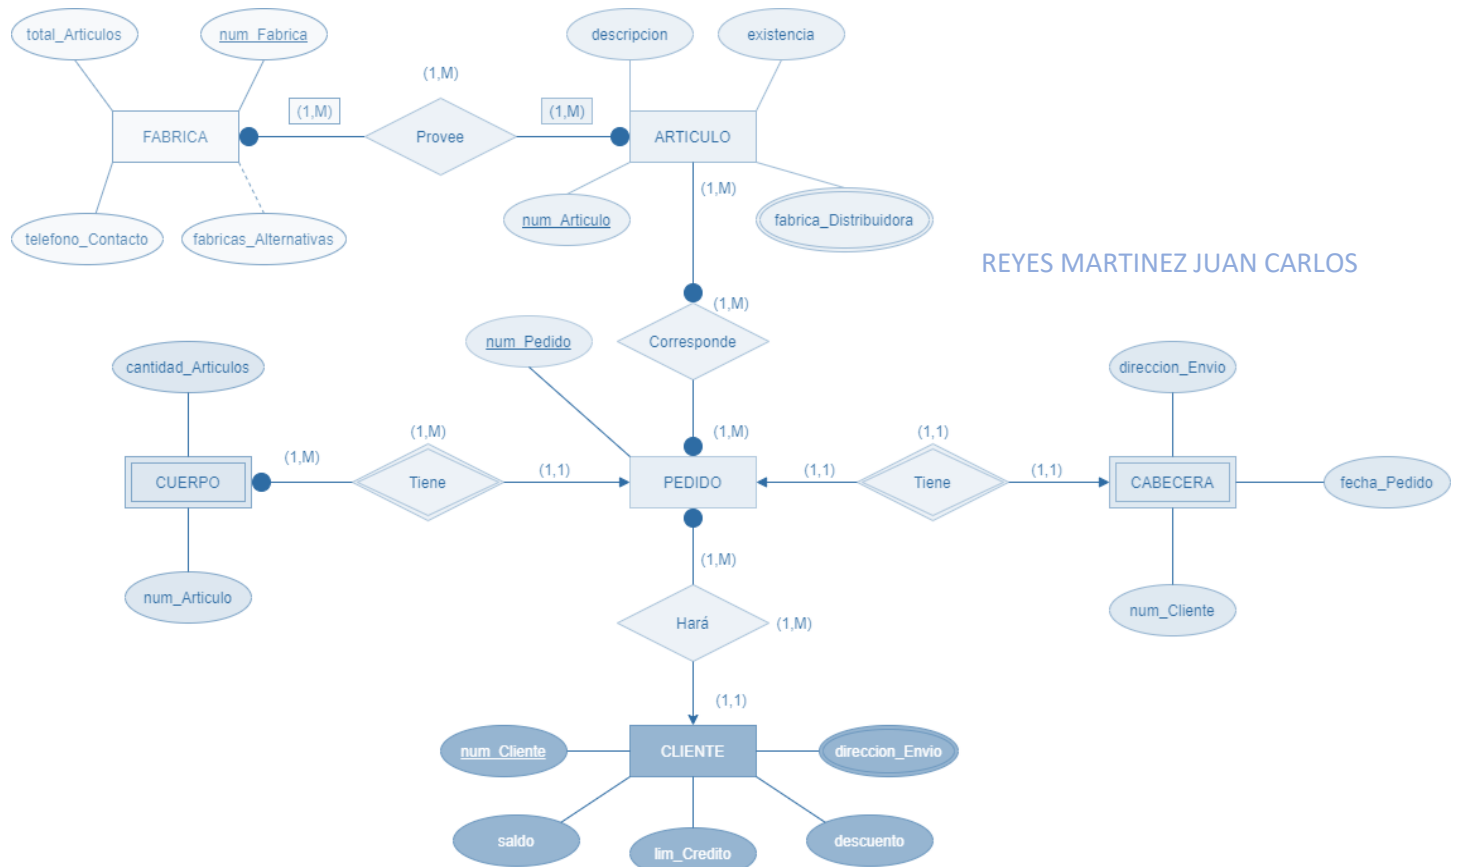 total_Articulos
num_Fabrica
descripcion
existencia
(1,M)
(1,M)
(1,M)
FABRICA
Provee
ARTICULO
(1,M)
telefono_Contacto
fabricas_Alternativas
num_Articulo
fabrica_Distribuidora
REYES MARTINEZ JUAN CARLOS
(1,M)
num_Pedido
Corresponde
cantidad_Articulos
direccion_Envio
(1,M)
(1,M)
(1,1)
(1,M)
(1,1)
(1,1)
(1,1)
CUERPO
Tiene
PEDIDO
Tiene
CABECERA
fecha_Pedido
(1,M)
num_Articulo
num_Cliente
Hará
(1,M)
(1,1)
num_Cliente
CLIENTE
direccion_Envio
saldo
lim_Credito
descuento